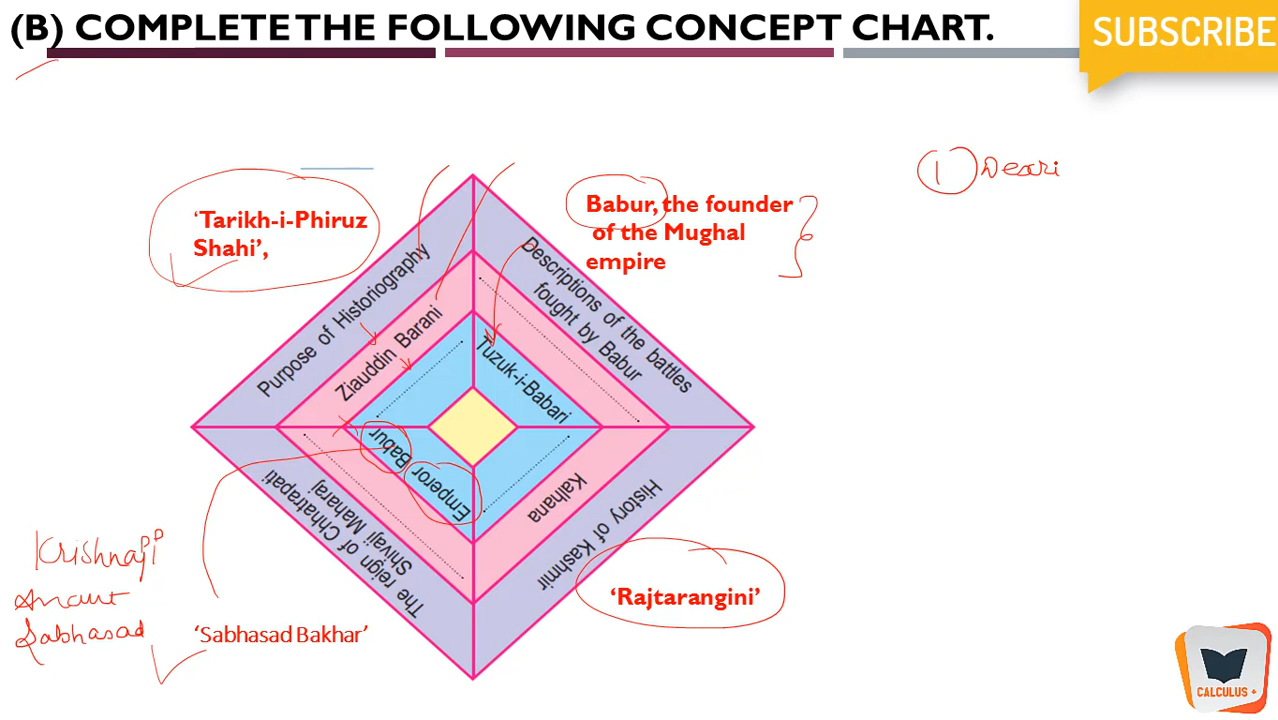 (B) COMPLETE THE FOLLOWING CONCEPT CHART.
SUBSCRIBE
1
‘Tarikh-i-Phiruz
Shahi’,
Babur, the founder
of the Mughal
empire
Purpose of Historiography
Ziauddin Barani
Descriptions of the battles
fought by Babur
Tuzuk-i-Babari
Emperor Babur
The reign of Chhatrapati
Shivaji Maharaj
Kalhana
History of Kashmir
Krishnaji
Anant
Sabhasad
‘Sabhasad Bakhar’
‘Rajtarangini’
CALCULUS +